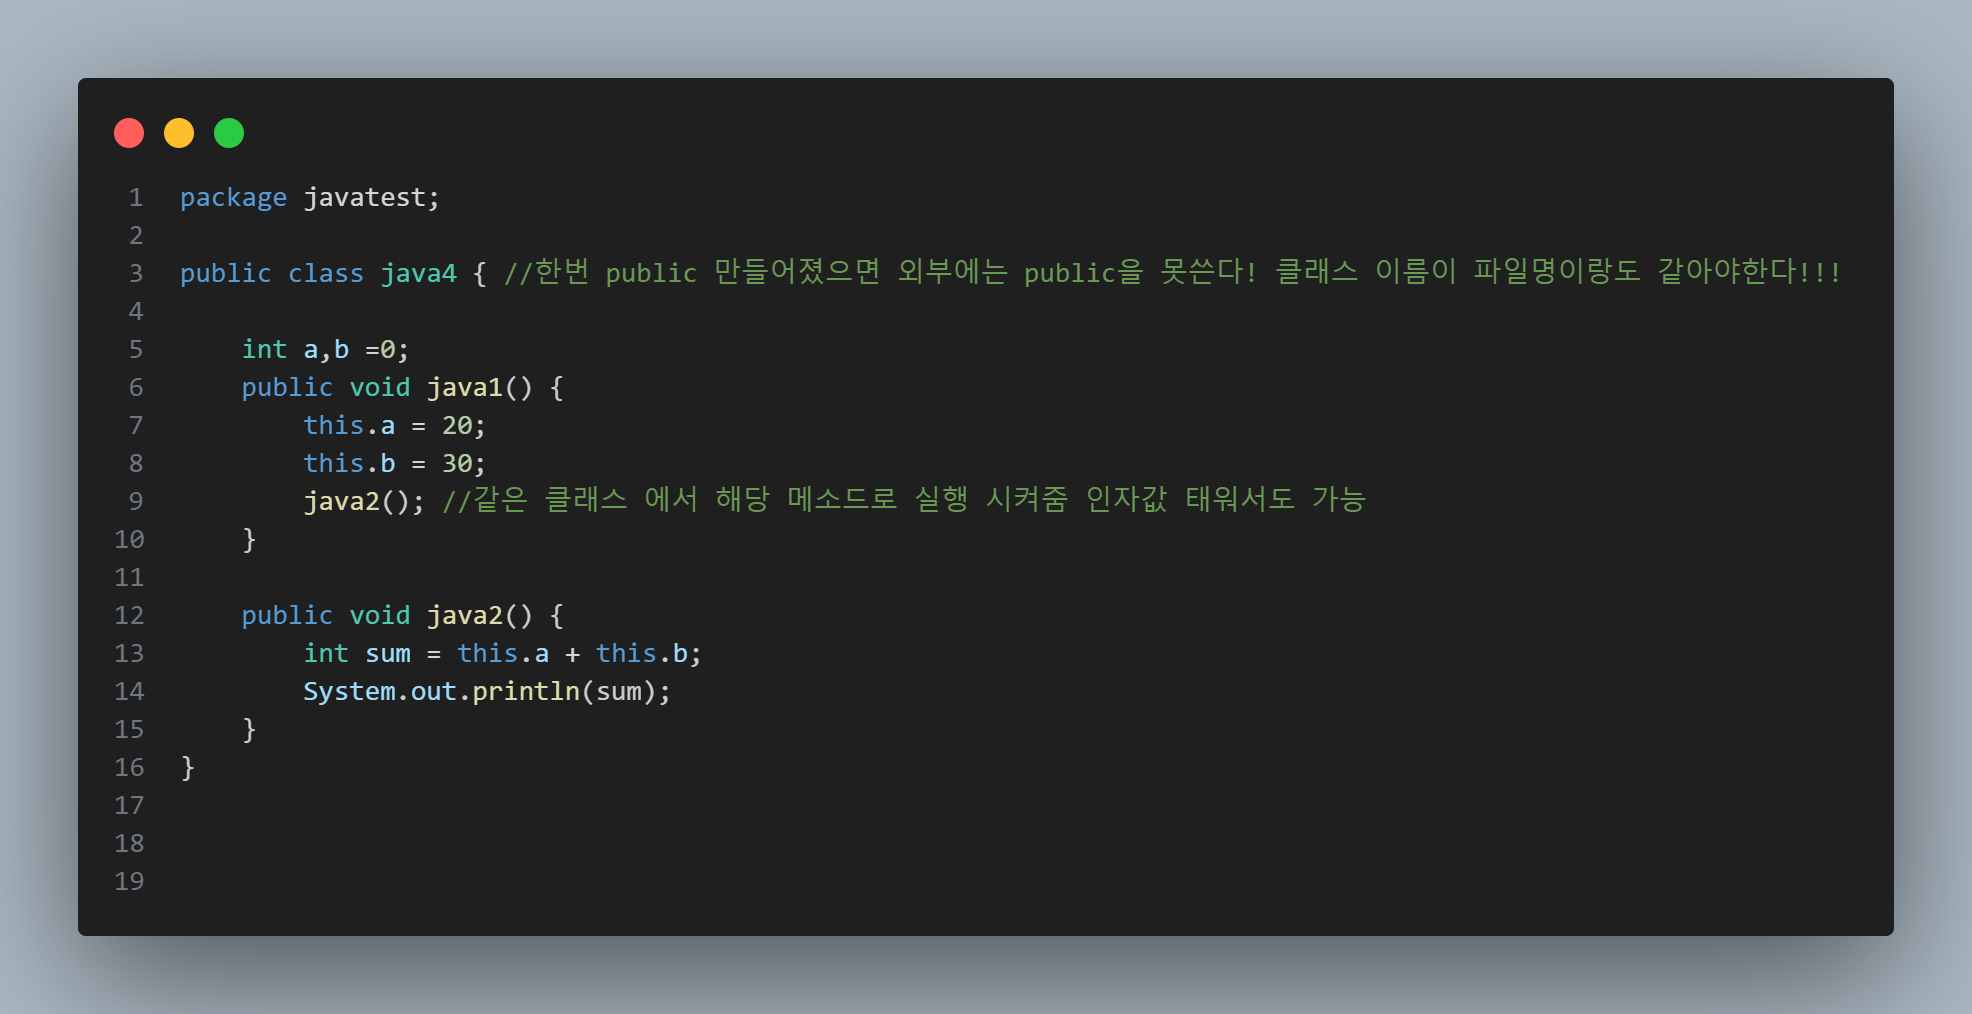 1 package javatest;
2
3 public class java4 { //한번 public 만들어졌으면 외부에는 public을 못쓴다! 클래스 이름이 파일명이랑도 같아야한다!!!
4
5     int a,b =0;
6     public void java1() {
7         this.a = 20;
8         this.b = 30;
9         java2(); //같은 클래스 에서 해당 메소드로 실행 시켜줌 인자값 태워서도 가능
10     }
11
12     public void java2() {
13         int sum = this.a + this.b;
14         System.out.println(sum);
15     }
16 }
17
18
19